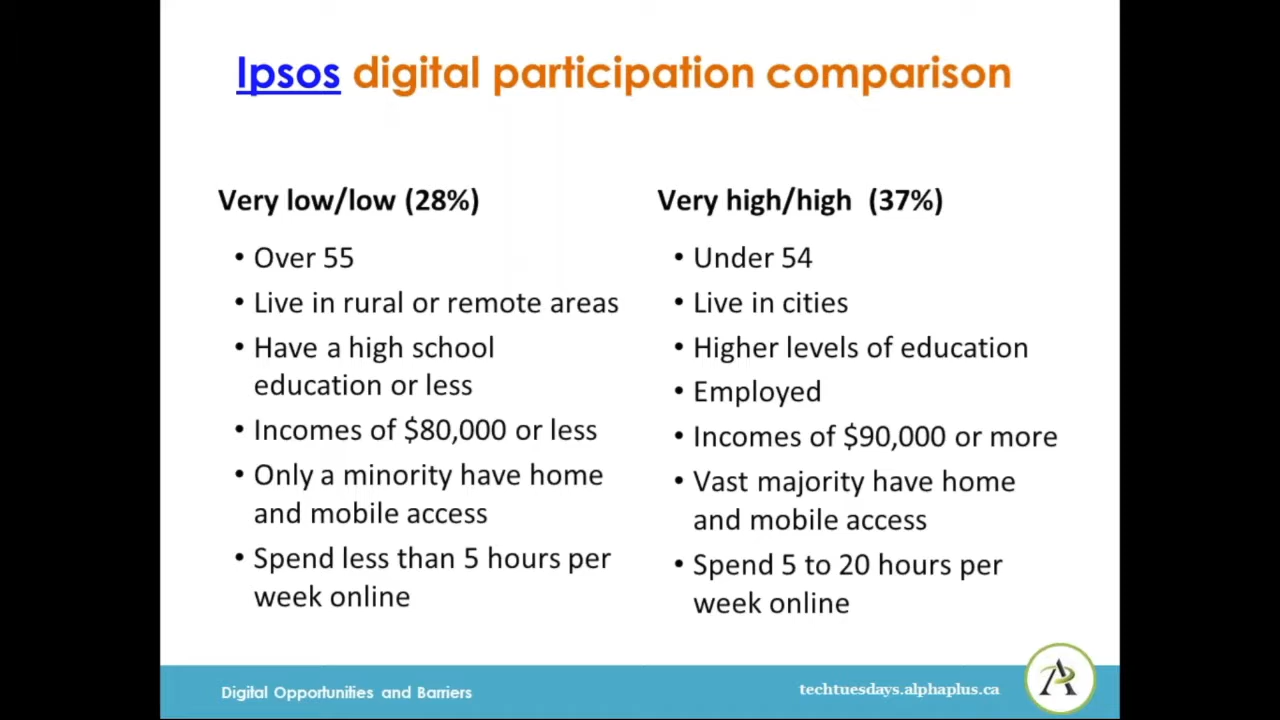 Ipsos digital participation comparison
Very low/low (28%)
• Over 55
• Live in rural or remote areas
• Have a high school
education or less
• Incomes of $80,000 or less
• Only a minority have home
and mobile access
• Spend less than 5 hours per
week online
Very high/high  (37%)
• Under 54
• Live in cities
• Higher levels of education
• Employed
• Incomes of $90,000 or more
• Vast majority have home
and mobile access
• Spend 5 to 20 hours per
week online
Digital Opportunities and Barriers
techtuesdays.alphaplus.ca